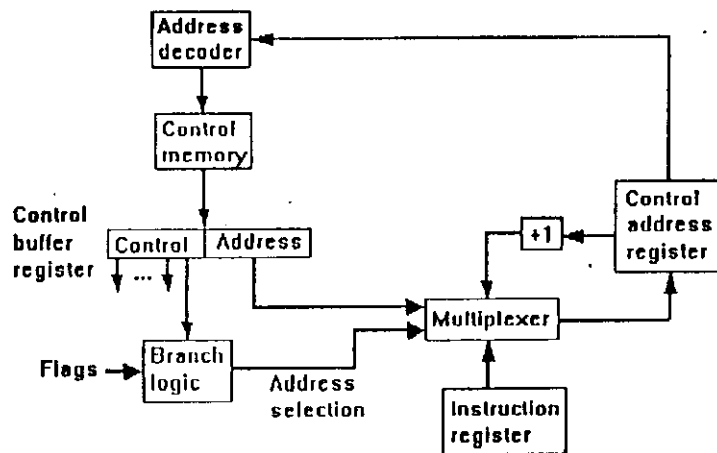 Address
decoder
Control
memory
Control
buffer
register
Control
Address
...
+1
Control
address
register
Multiplexer
Flags
Branch
logic
Address
selection
Instruction
register